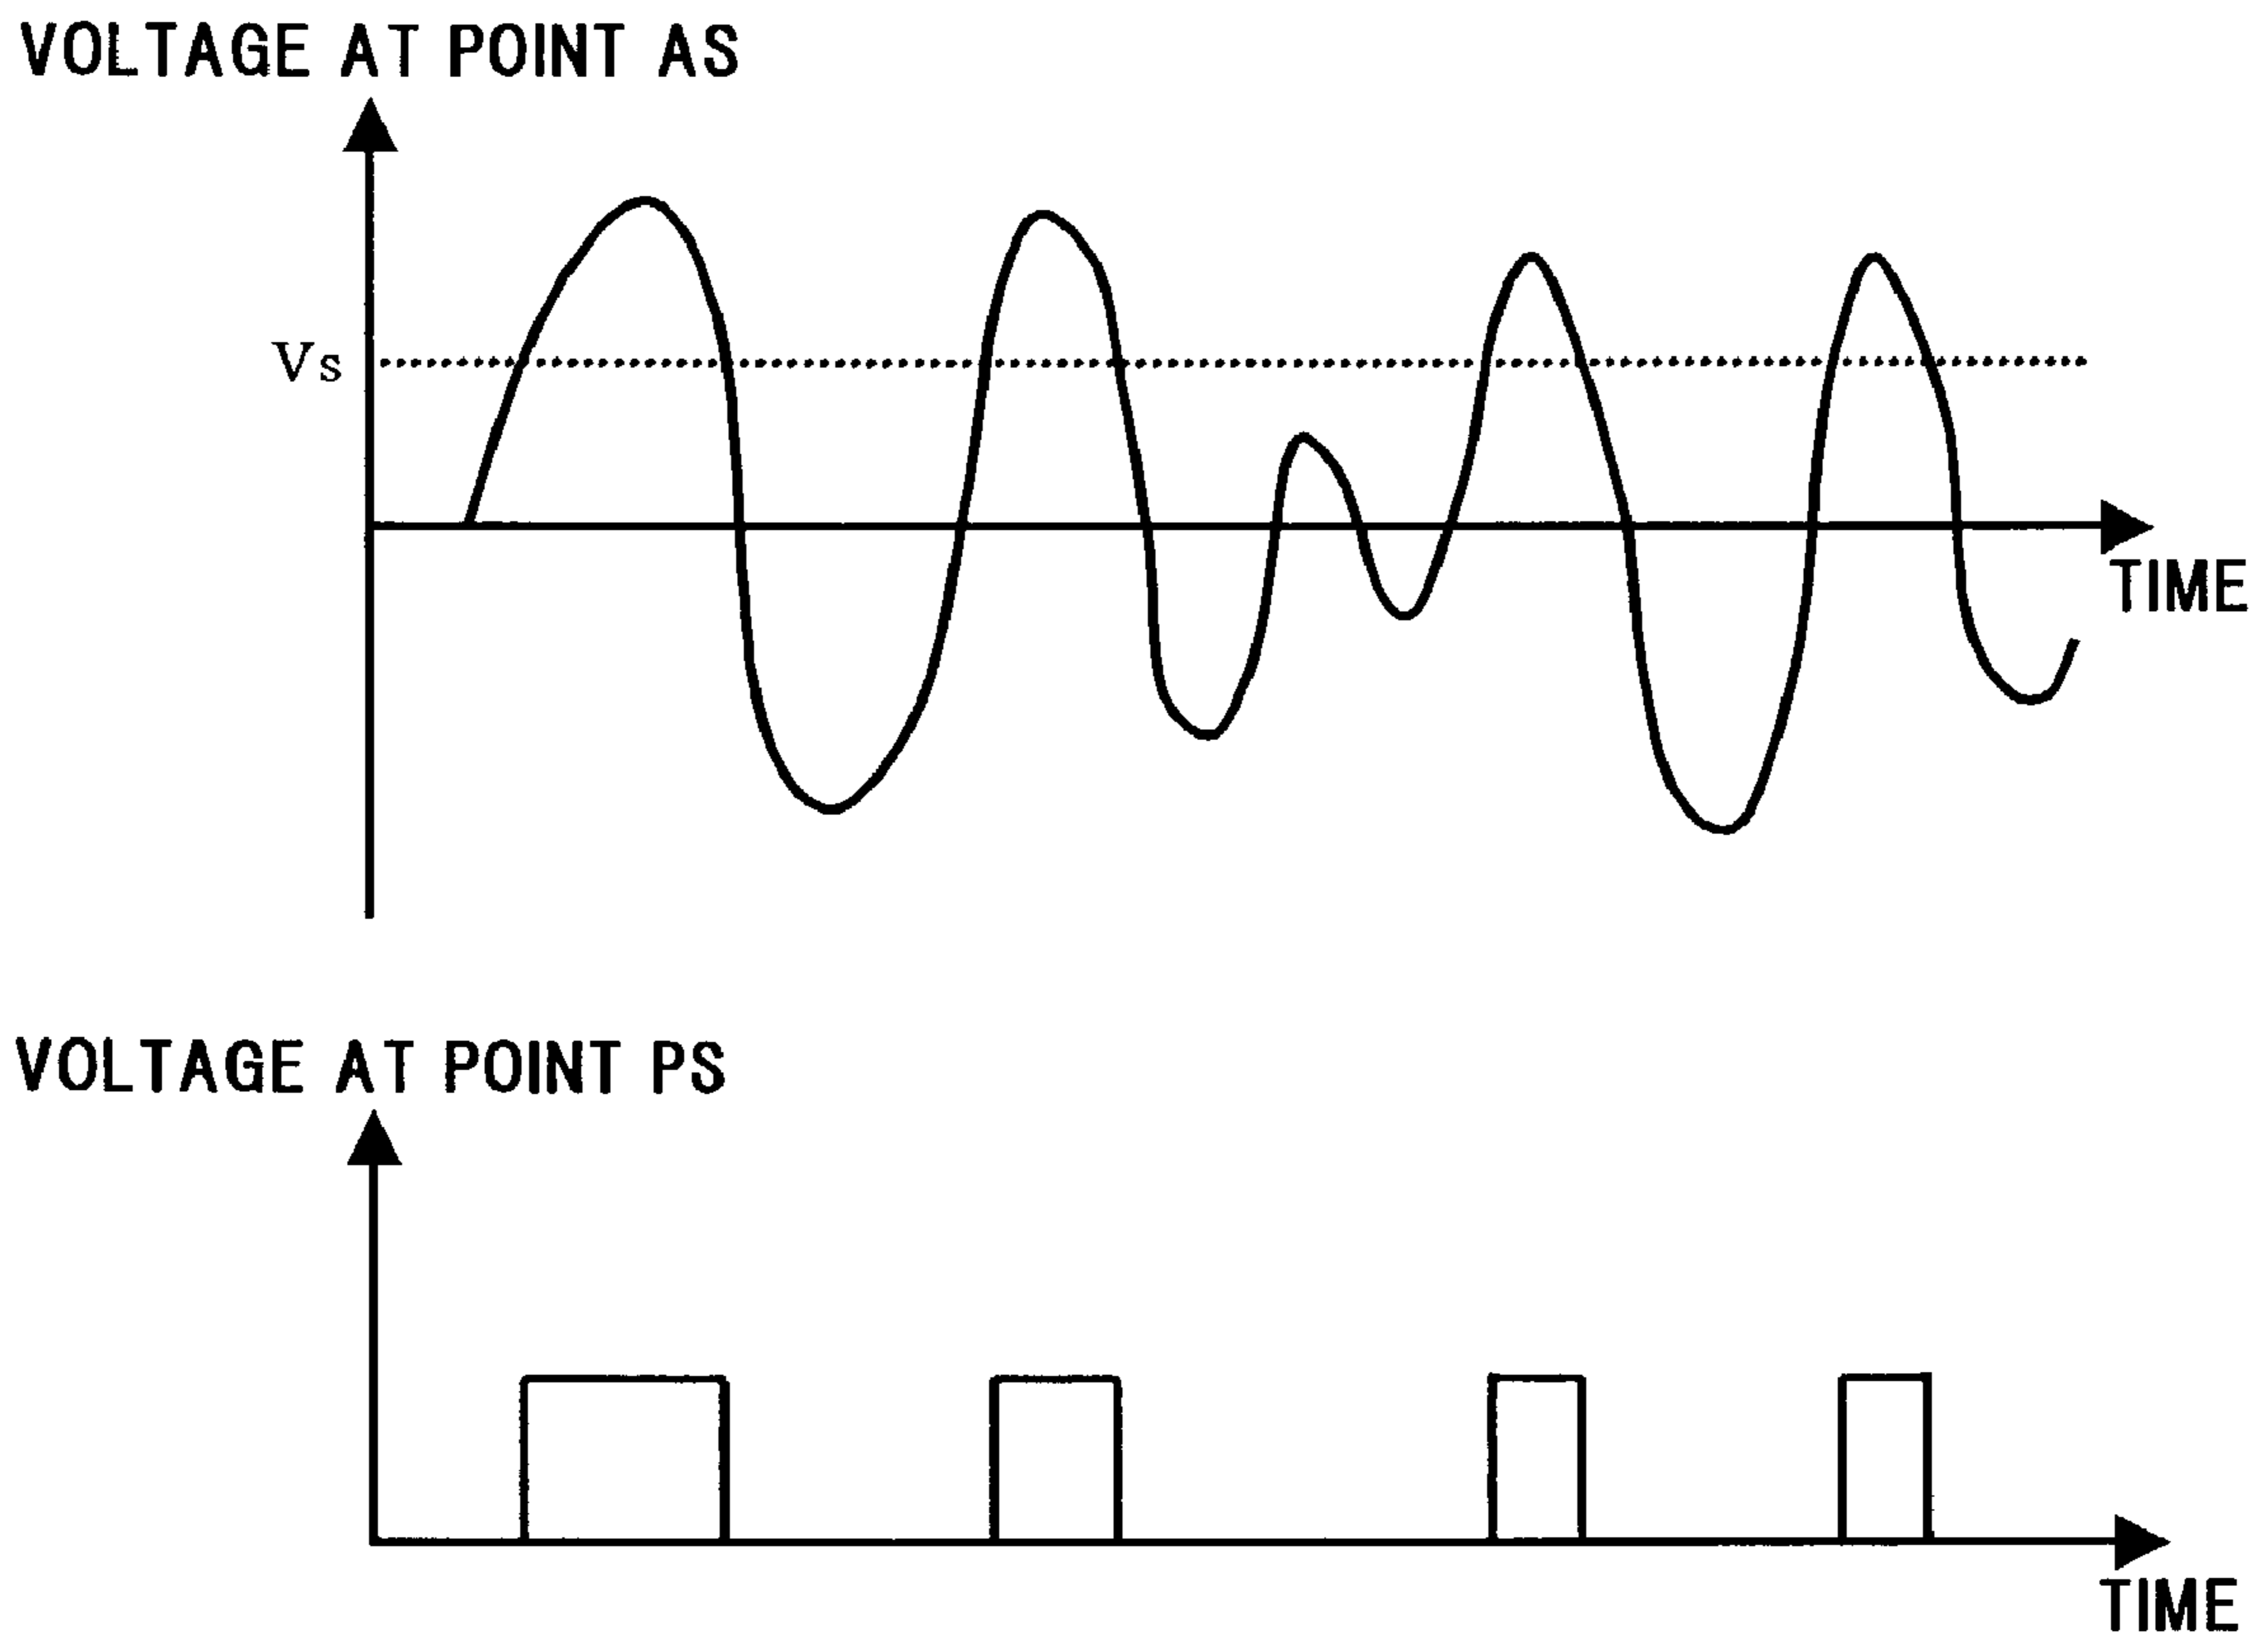 VOLTAGE AT POINT AS
Vs
TIME
VOLTAGE AT POINT PS
TIME